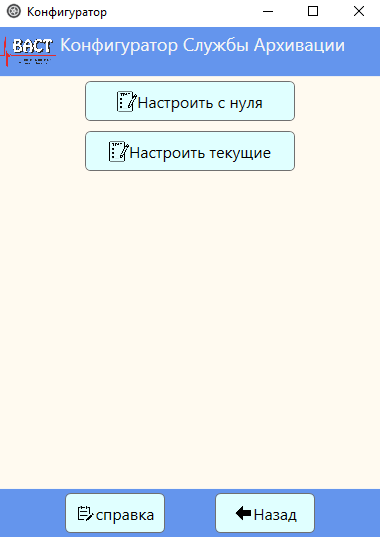 Конфигуратор
ВАСТ
Конфигуратор Службы Архивации
Настроить с нуля
Настроить текущие
справка
Назад